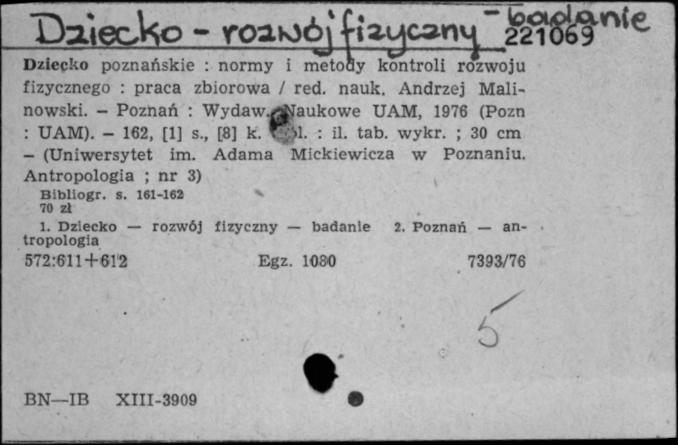 Dziecko - rozwój fizyczny - badanie
221069
Dziecko poznańskie : normy i metody kontroli rozwoju
fizycznego : praca zbiorowa / red. nauk. Andrzej Mali-
nowski. — Poznań : Wydaw. Naukowe UAM, 1976 (Pozn
: UAM). — 162, [1] s., [8] k. : il. tab. wykr. ; 30 cm
— (Uniwersytet im. Adama Mickiewicza w Poznaniu.
Antropologia ; nr 3)
Bibliogr. s. 161-162
70 zł
1. Dziecko — rozwój fizyczny — badanie 2. Poznań — an-
tropologia
572:611+612 Egz. 1080 7393/76
5
BN—IB XIII-3909